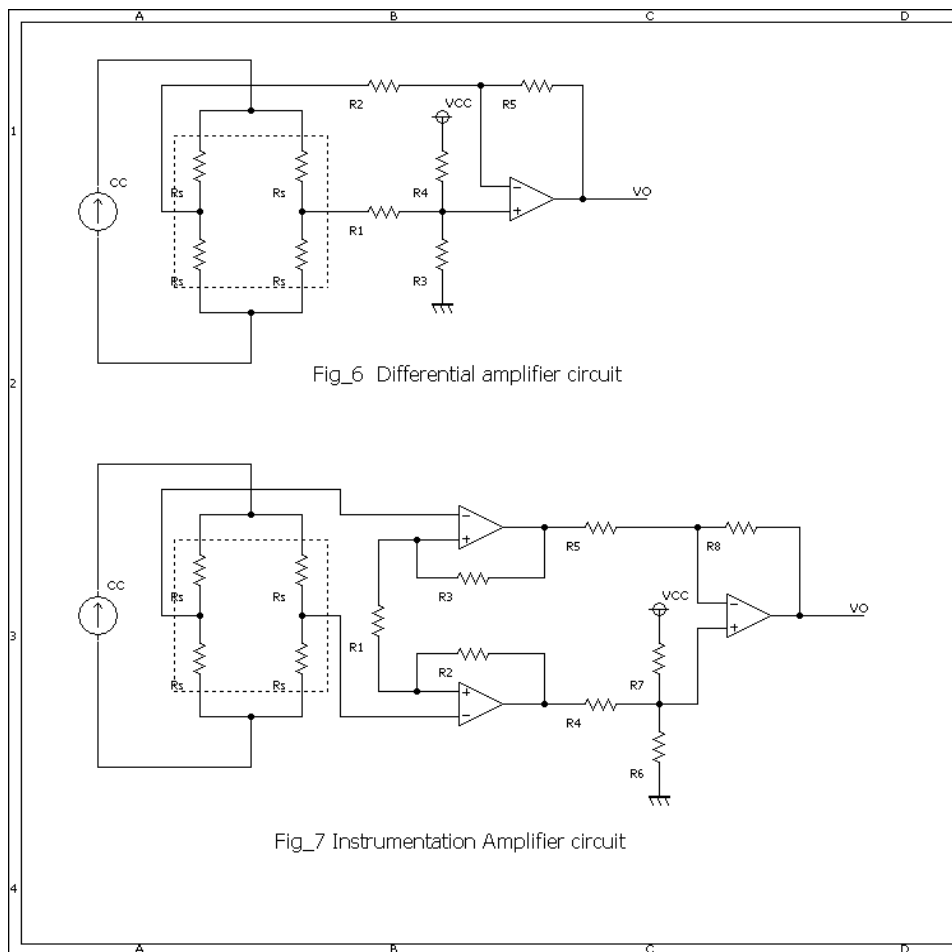 A B C D
R2 R5
VCC
1
CC Rs Rs R4 - VO
R1 +
Rs Rs R3
Fig_6 Differential amplifier circuit
2
-
+
R5 R8
CC Rs Rs R3 VCC
- VO
3 R1 +
Rs Rs R2 R7
+
- R4
R6
Fig_7 Instrumentation Amplifier circuit
4
A B C D